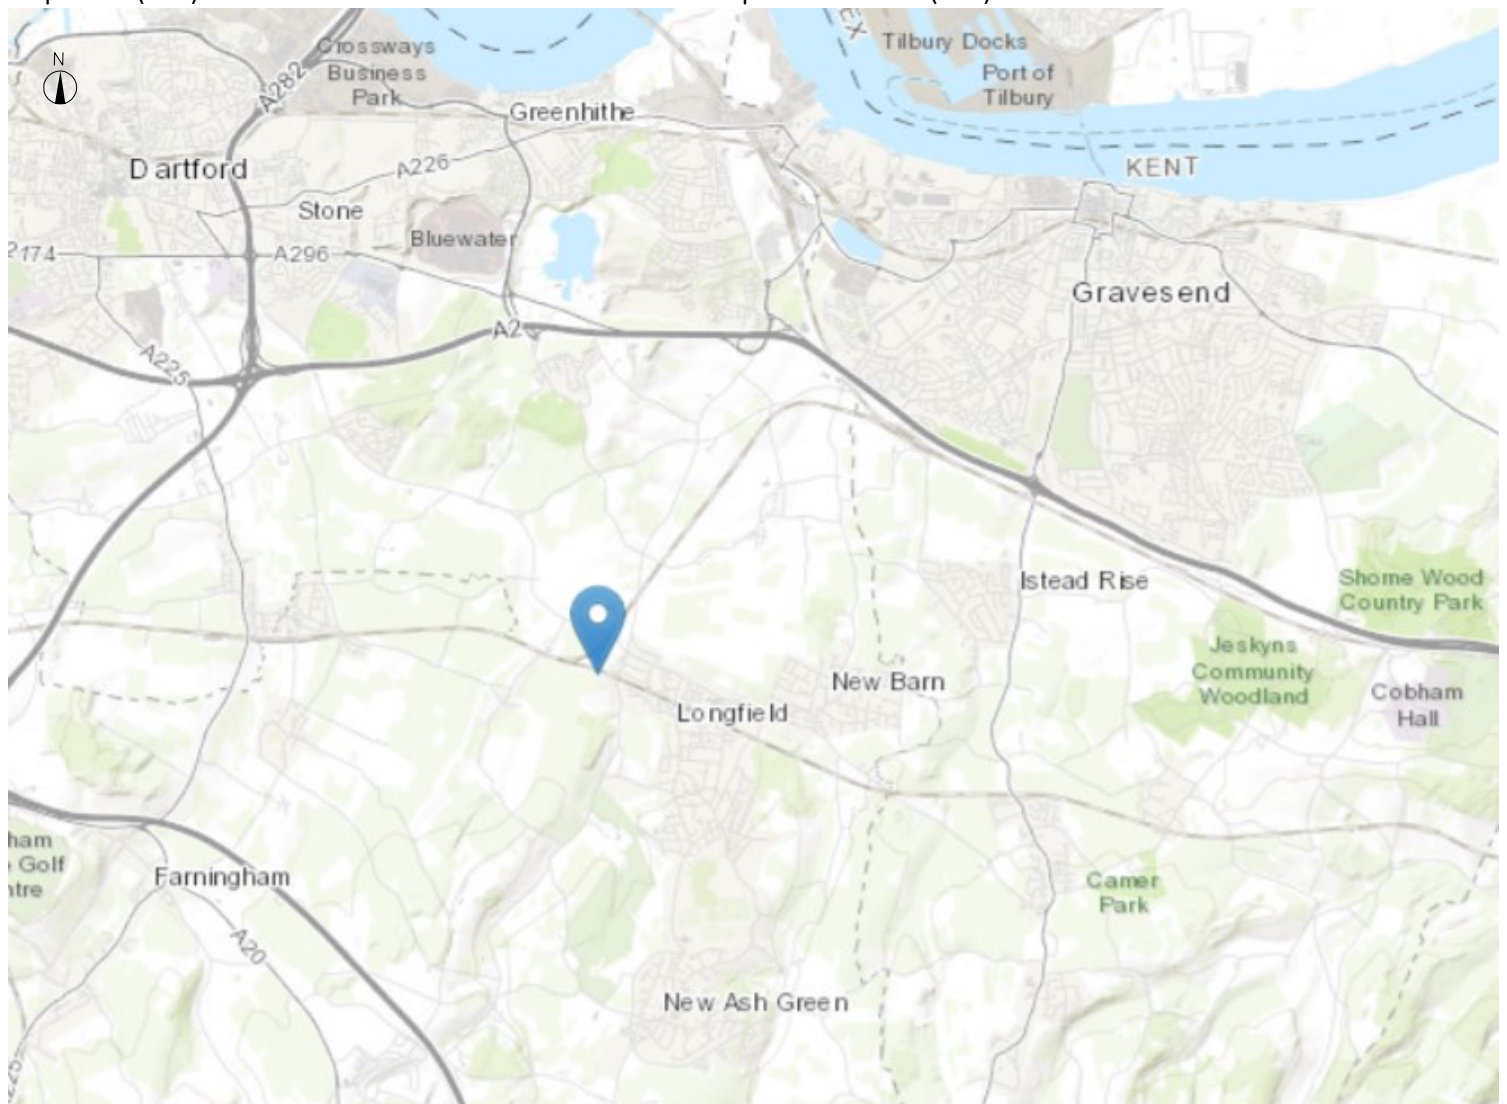 N
Crossways
Business
Park
A282
EX
Tilbury Docks
Port of
Tilbury
Greenhithe
KENT
Dartford
A226
Stone
Bluewater
A296
Gravesend
A2
A225
Istead Rise
Shorne Wood
Country Park
Jeskyns
Community
Woodland
New Barn
Cobham
Hall
Longfield
ham
Golf
ntre
Farningham
Camer
Park
A20
New Ash Green